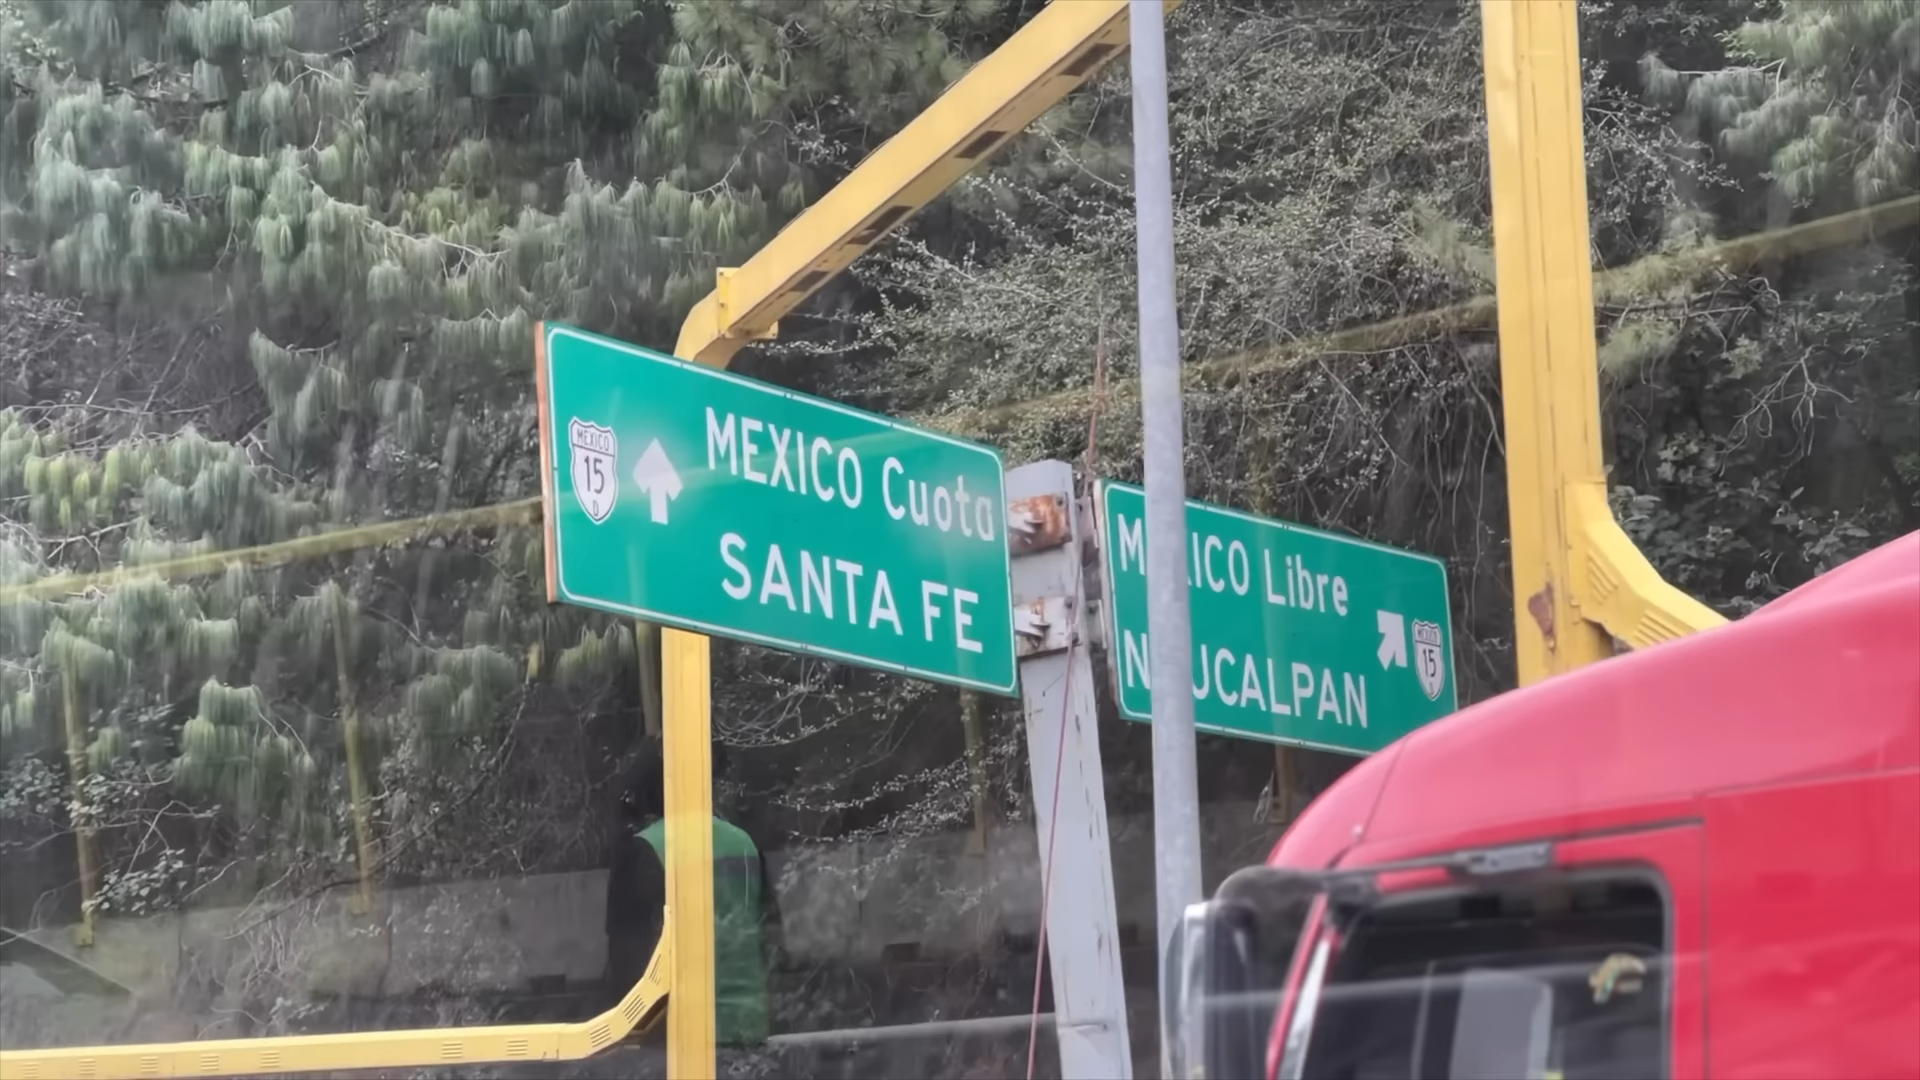 MEXICO
15
D
MEXICO Cuota
SANTA FE
M ICO Libre
N UCALPAN
MEXICO
15